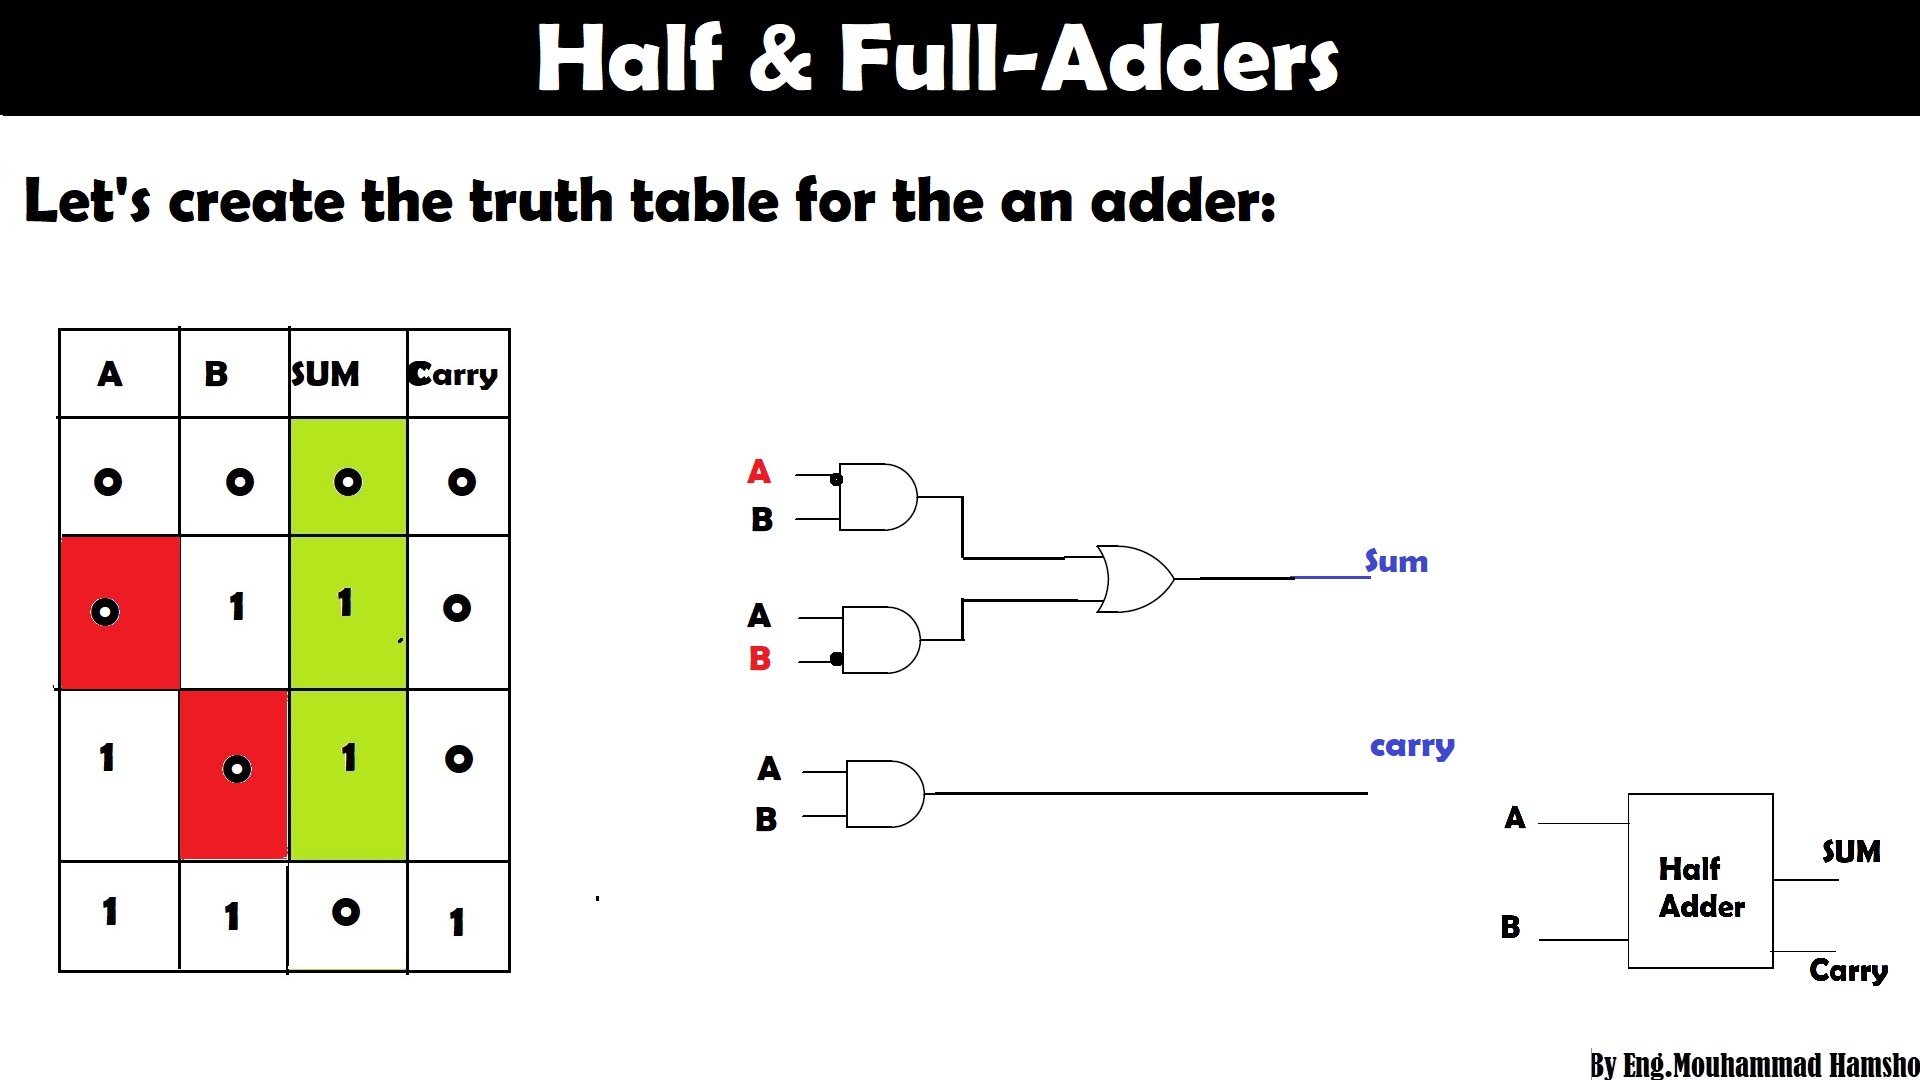 Half & Full-Adders
Let's create the truth table for the an adder:
A B SUM Carry
0 0 0 0
0 1 1 0
1 0 1 0
1 1 0 1
A
B
Sum
A
B
carry
A
B
A
B
Half
Adder
SUM
Carry
By Eng.Mouhammad Hamsho